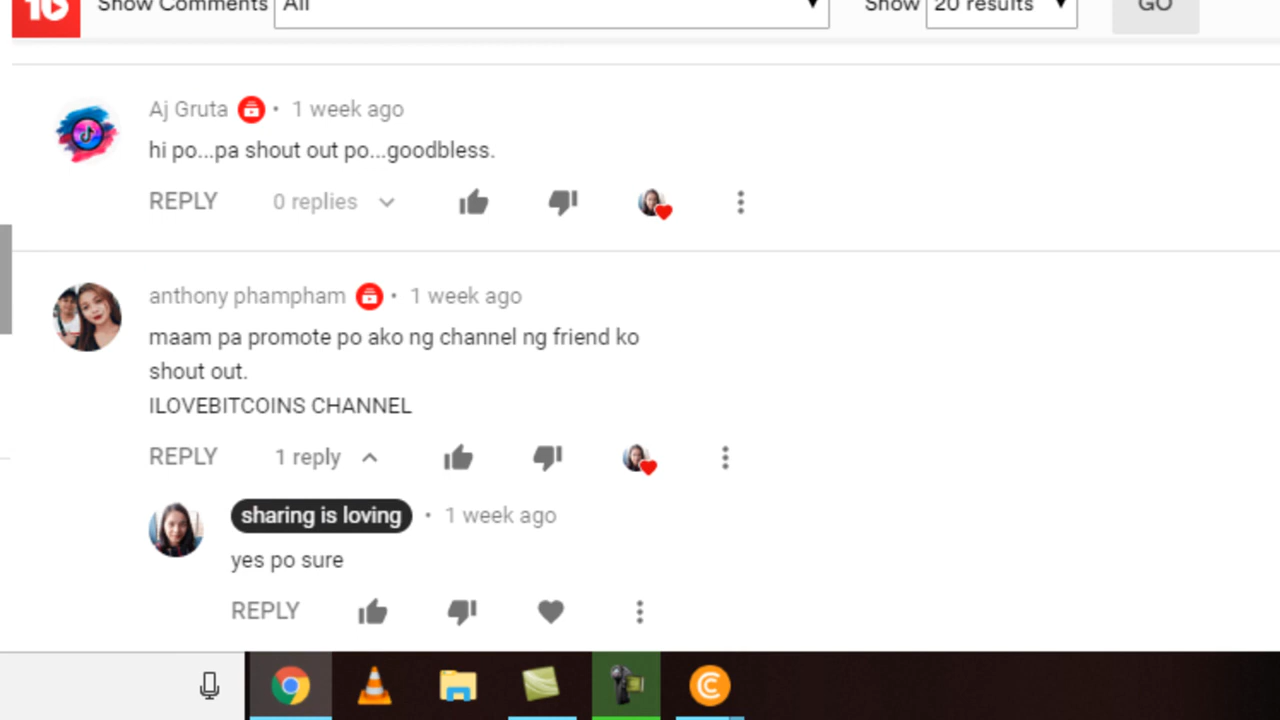 Show Comments All Show 20 results GO
Aj Gruta • 1 week ago
hi po...pa shout out po...goodbless.
REPLY 0 replies
anthony phampham • 1 week ago
maam pa promote po ako ng channel ng friend ko
shout out.
ILOVEBITCOINS CHANNEL
REPLY 1 reply
sharing is loving • 1 week ago
yes po sure
REPLY